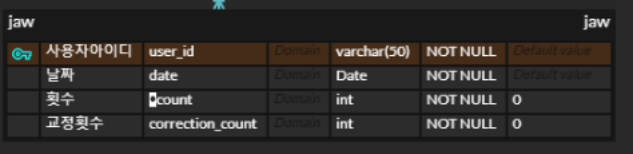 jaw jaw
사용자아이디 user_id Domain varchar(50) NOT NULL Default value
날짜 date Domain Date NOT NULL Default value
횟수 count Domain int NOT NULL 0
교정횟수 correction_count Domain int NOT NULL 0